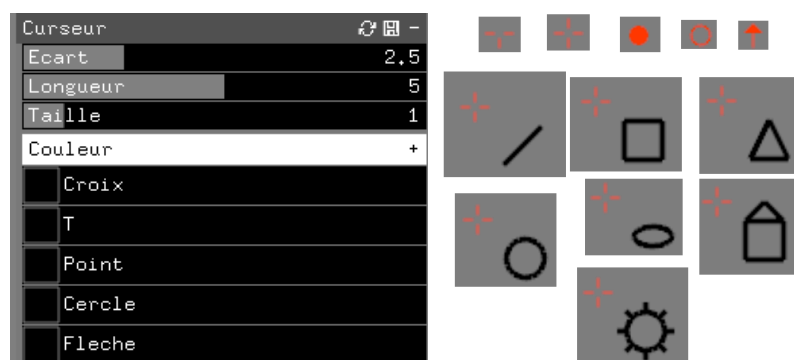 Curseur -
Ecart 2.5
Longueur 5
Taille 1
Couleur +
Croix
T
Point
Cercle
Fleche